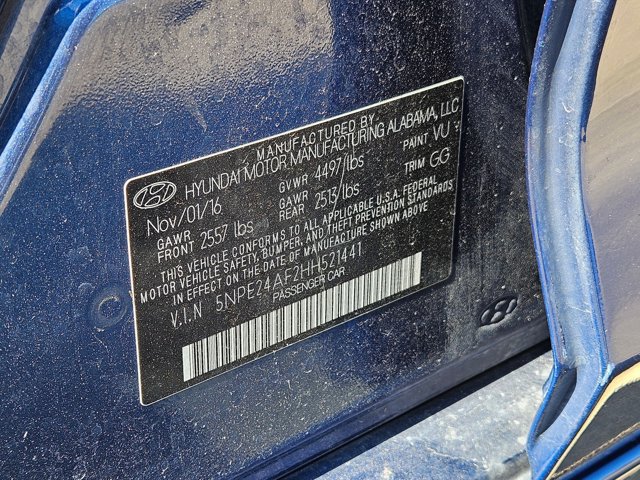 MANUFACTURED BY
HYUNDAI MOTOR MANUFACTURING ALABAMA, LLC
Nov/01/16 GVWR 4497/lbs PAINT VU
GAWR FRONT 2557 lbs GAWR REAR 2513/lbs TRIM GG
THIS VEHICLE CONFORMS TO ALL APPLICABLE U.S.A. FEDERAL
MOTOR VEHICLE SAFETY, BUMPER, AND THEFT PREVENTION STANDARDS
IN EFFECT ON THE DATE OF MANUFACTURE SHOWN ABOVE
V.I.N 5NPE24AF2HH521441
PASSENGER CAR